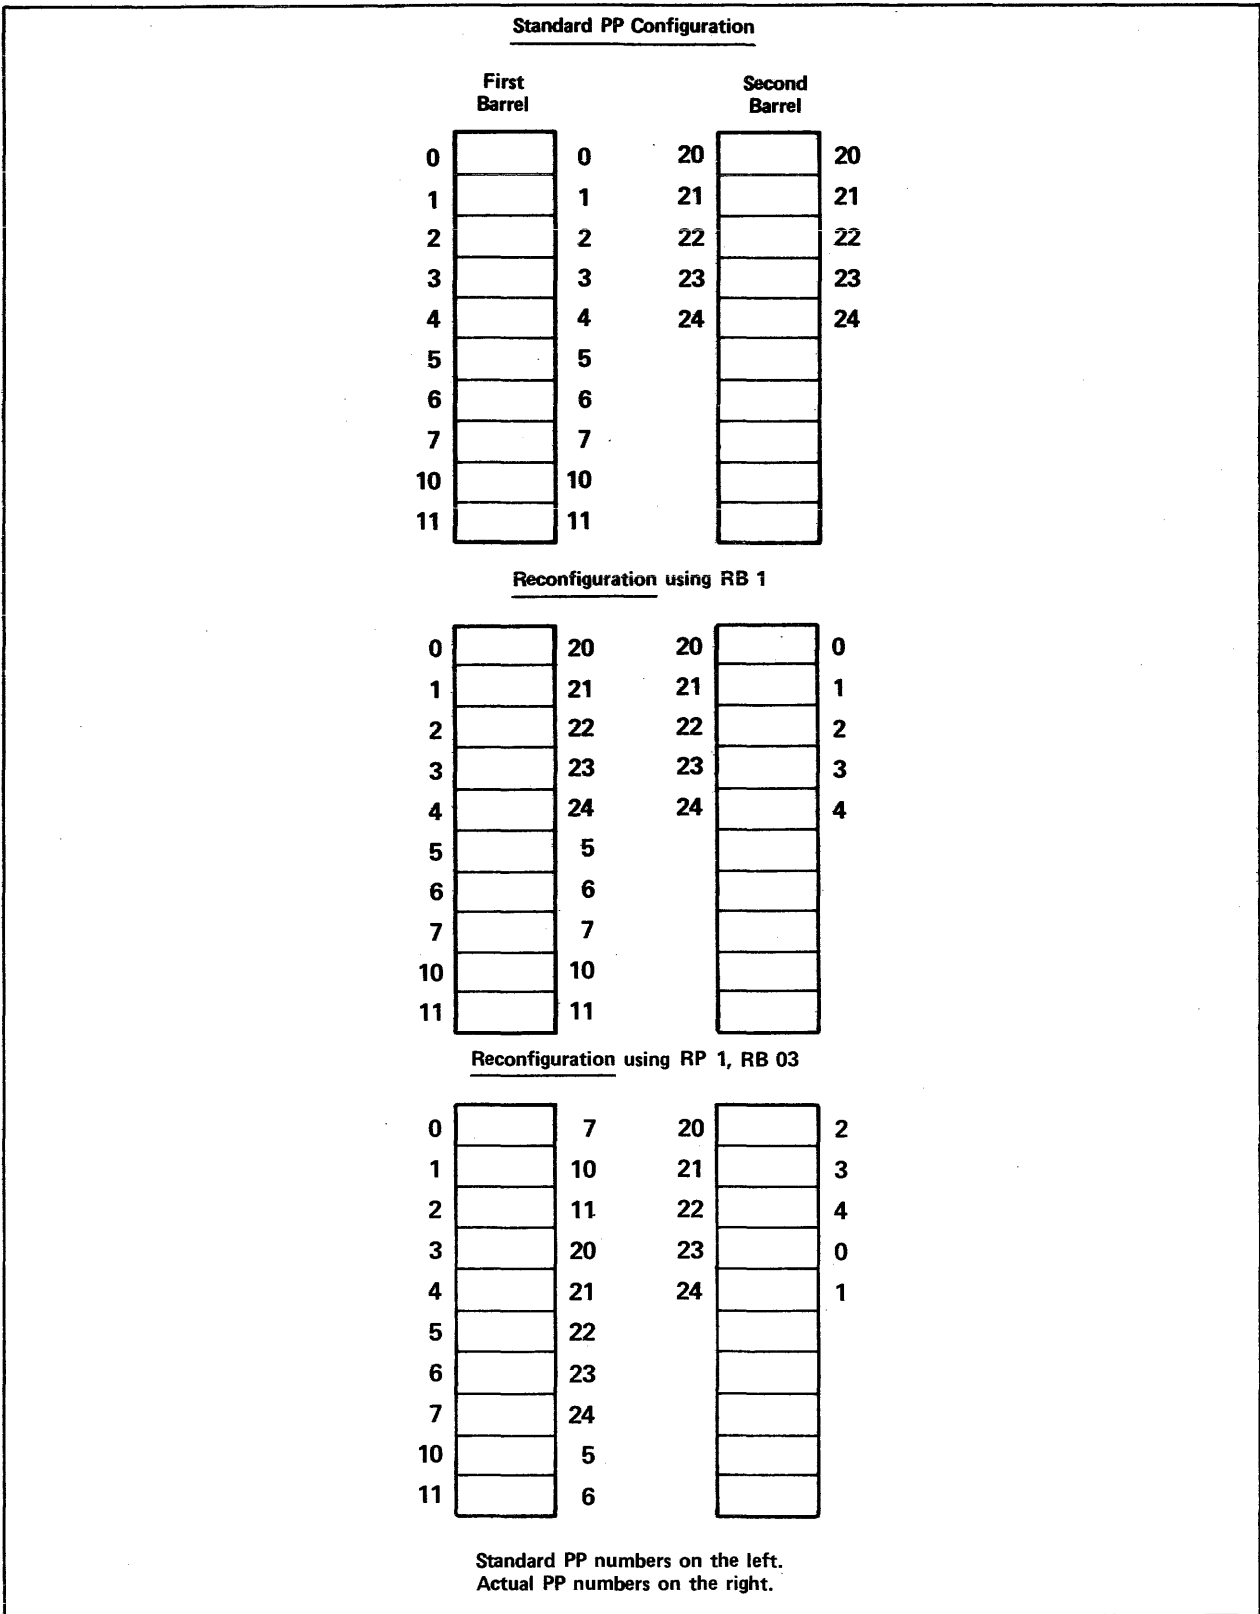 Standard PP Configuration
First Barrel Second Barrel
0 0 20 20
1 1 21 21
2 2 22 22
3 3 23 23
4 4 24 24
5 5
6 6
7 7
10 10
11 11
Reconfiguration using RB 1
0 20 20 0
1 21 21 1
2 22 22 2
3 23 23 3
4 24 24 4
5 5
6 6
7 7
10 10
11 11
Reconfiguration using RP 1, RB 03
0 7 20 2
1 10 21 3
2 11 22 4
3 20 23 0
4 21 24 1
5 22
6 23
7 24
10 5
11 6
Standard PP numbers on the left.
Actual PP numbers on the right.